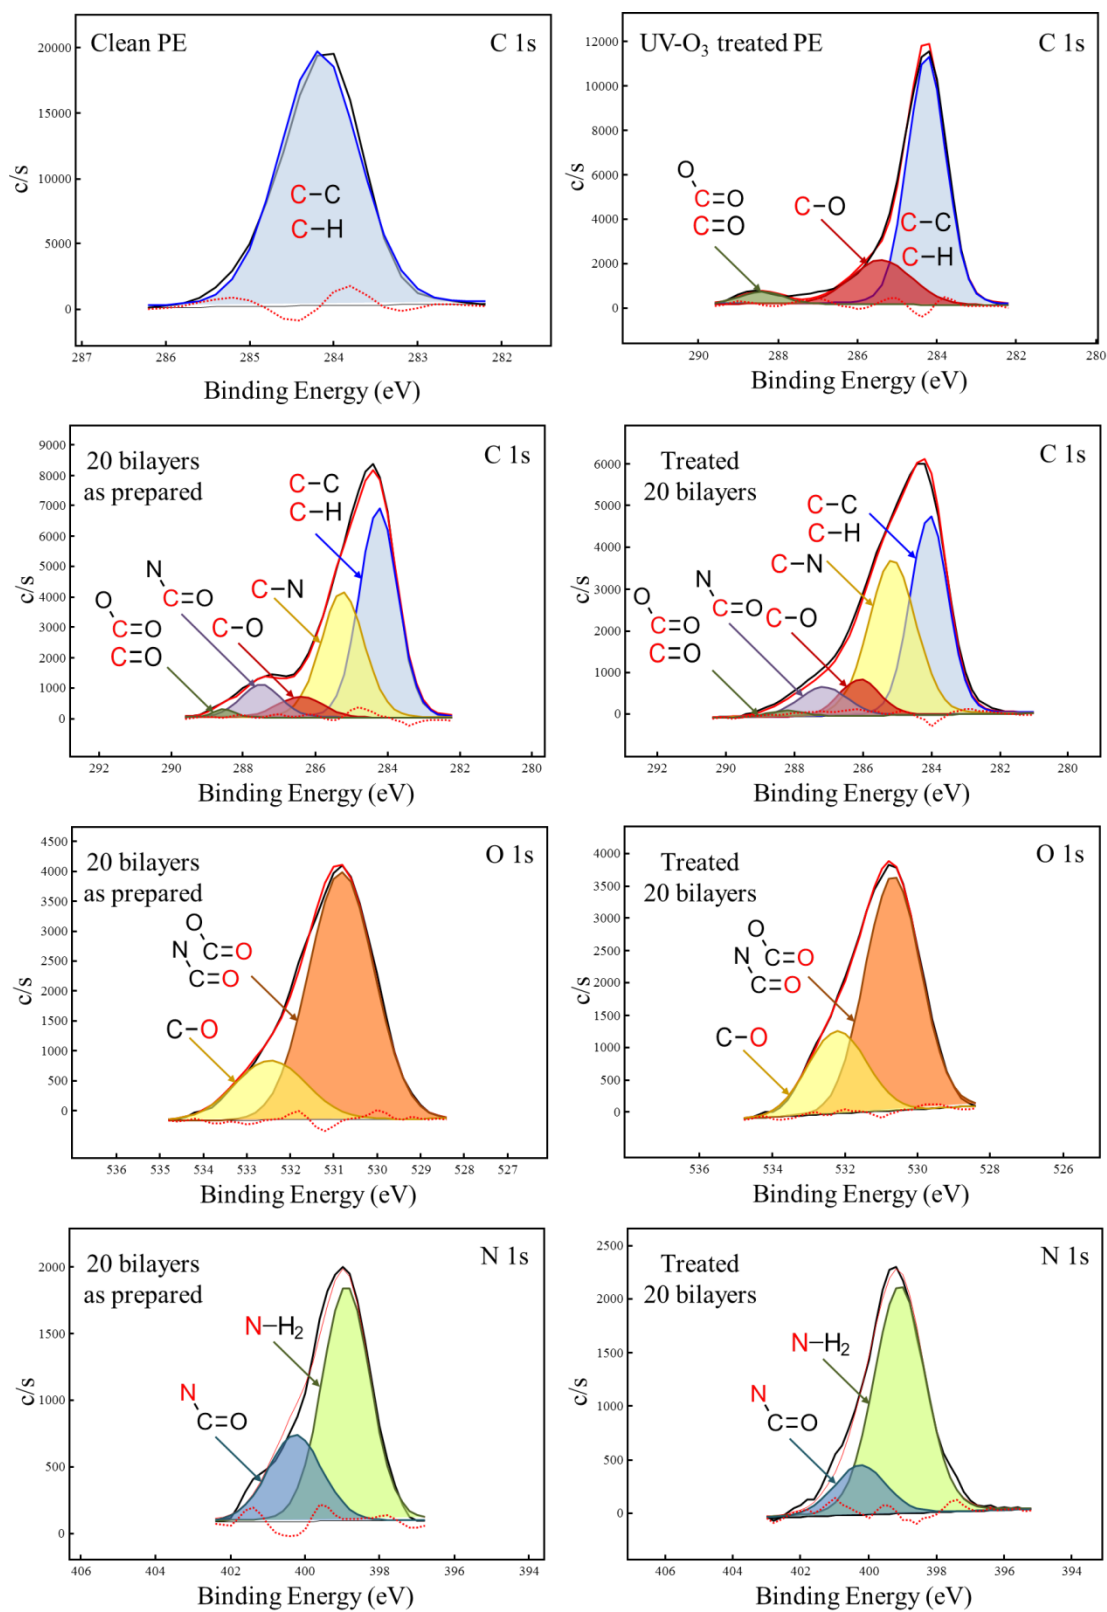 Clean PE
C 1s
20000
15000
10000
5000
0
c/s
C-C
C-H
287
286
285
284
283
282
Binding Energy (eV)
UV-O₃ treated PE
C 1s
12000
10000
8000
6000
4000
2000
0
c/s
O
C=O
C=O
C-O
C-C
C-H
290
288
286
284
282
280
Binding Energy (eV)
20 bilayers
as prepared
C 1s
9000
8000
7000
6000
5000
4000
3000
2000
1000
0
c/s
C-C
C-H
N
C=O
C-N
O
C=O
C=O
C-O
292
290
288
286
284
282
280
Binding Energy (eV)
Treated
20 bilayers
C 1s
6000
5000
4000
3000
2000
1000
0
c/s
C-C
C-H
C-N
N
C=O
O
C=O
C=O
C-O
292
290
288
286
284
282
280
Binding Energy (eV)
20 bilayers
as prepared
O 1s
4500
4000
3500
3000
2500
2000
1500
1000
500
0
c/s
O
C=O
N
C=O
C-O
536
535
534
533
532
531
530
529
528
527
Binding Energy (eV)
Treated
20 bilayers
O 1s
4000
3500
3000
2500
2000
1500
1000
500
0
c/s
O
C=O
N
C=O
C-O
536
534
532
530
528
526
Binding Energy (eV)
20 bilayers
as prepared
N 1s
2000
1500
1000
500
0
c/s
N-H₂
N
C=O
406
404
402
400
398
396
394
Binding Energy (eV)
Treated
20 bilayers
N 1s
2500
2000
1500
1000
500
0
c/s
N-H₂
N
C=O
406
404
402
400
398
396
394
Binding Energy (eV)